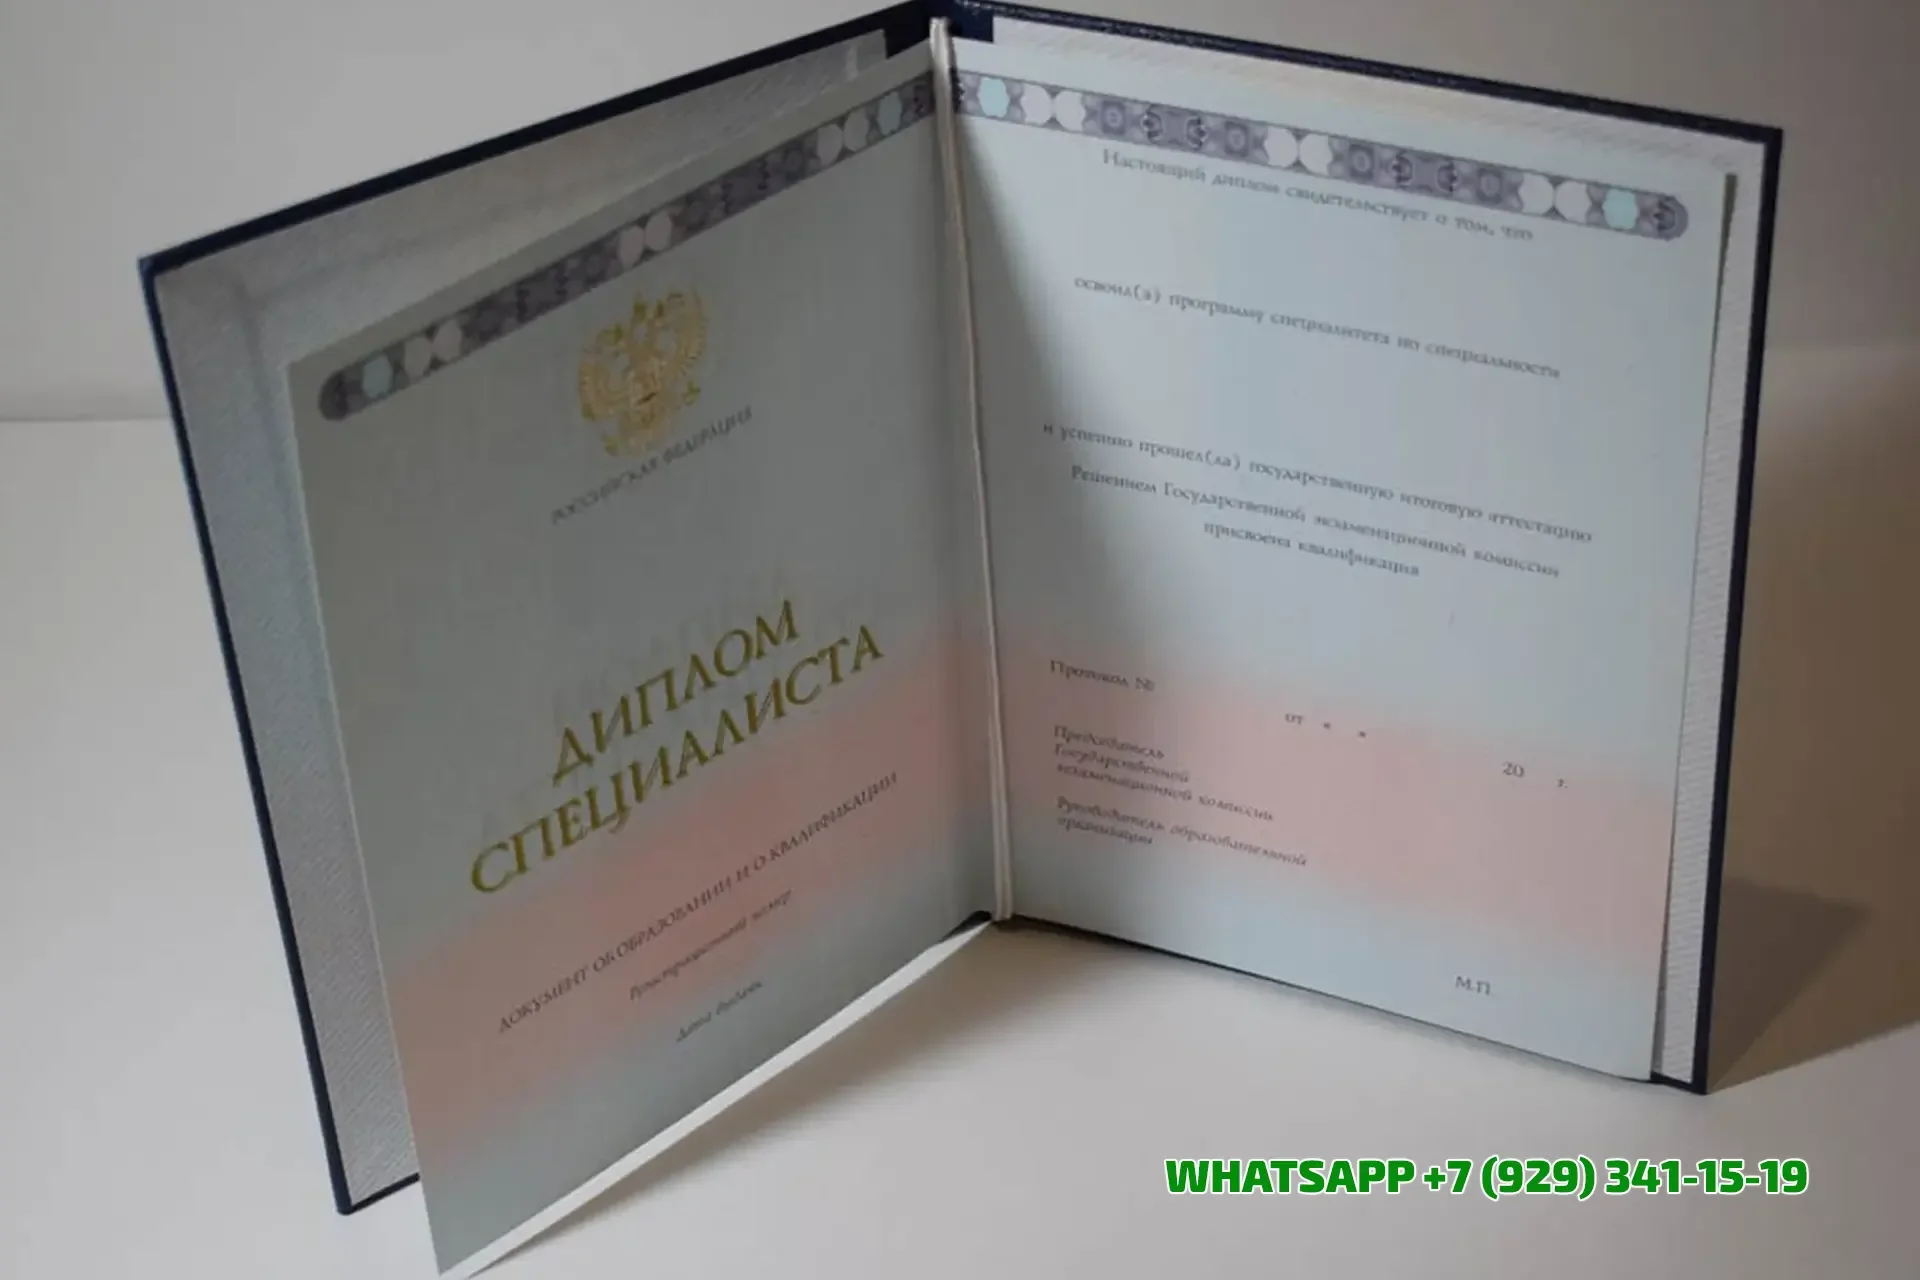 РОССИЙСКАЯ ФЕДЕРАЦИЯ
ДИПЛОМ
СПЕЦИАЛИСТА
ДОКУМЕНТ ОБ ОБРАЗОВАНИИ И О КВАЛИФИКАЦИИ
Регистрационный номер
Дата выдачи
Настоящий диплом свидетельствует о том, что
освоил(а) программу специалитета по специальности
и успешно прошел(ла) государственную итоговую аттестацию
Решением Государственной экзаменационной комиссии
присвоена квалификация
Протокол №
от « »
20 г.
Председатель
Государственной
экзаменационной комиссии
Руководитель образовательной
организации
М.П.
WHATSAPP +7 (929) 341-15-19